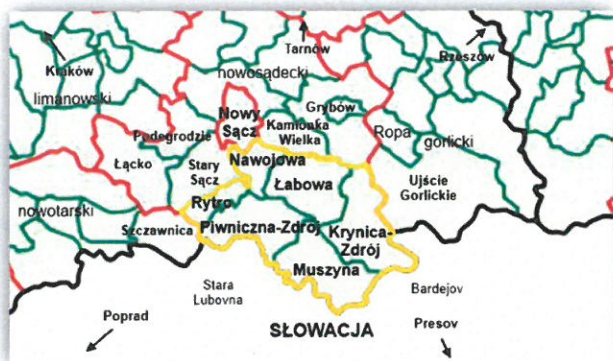 Kraków
Tarnów
Rzeszów
nowosądecki
limanowski
Nowy
Sącz
Grybów
Podegrodzie
Kamionka
Wielka
Ropa
gorlicki
Łącko
Stary
Sącz
Nawojowa
Łabowa
Ujście
Gorlickie
nowotarski
Rytro
Szczawnica
Piwniczna-Zdrój
Krynica-
Zdrój
Muszyna
Stara
Lubovna
Bardejov
Poprad
SŁOWACJA
Presov